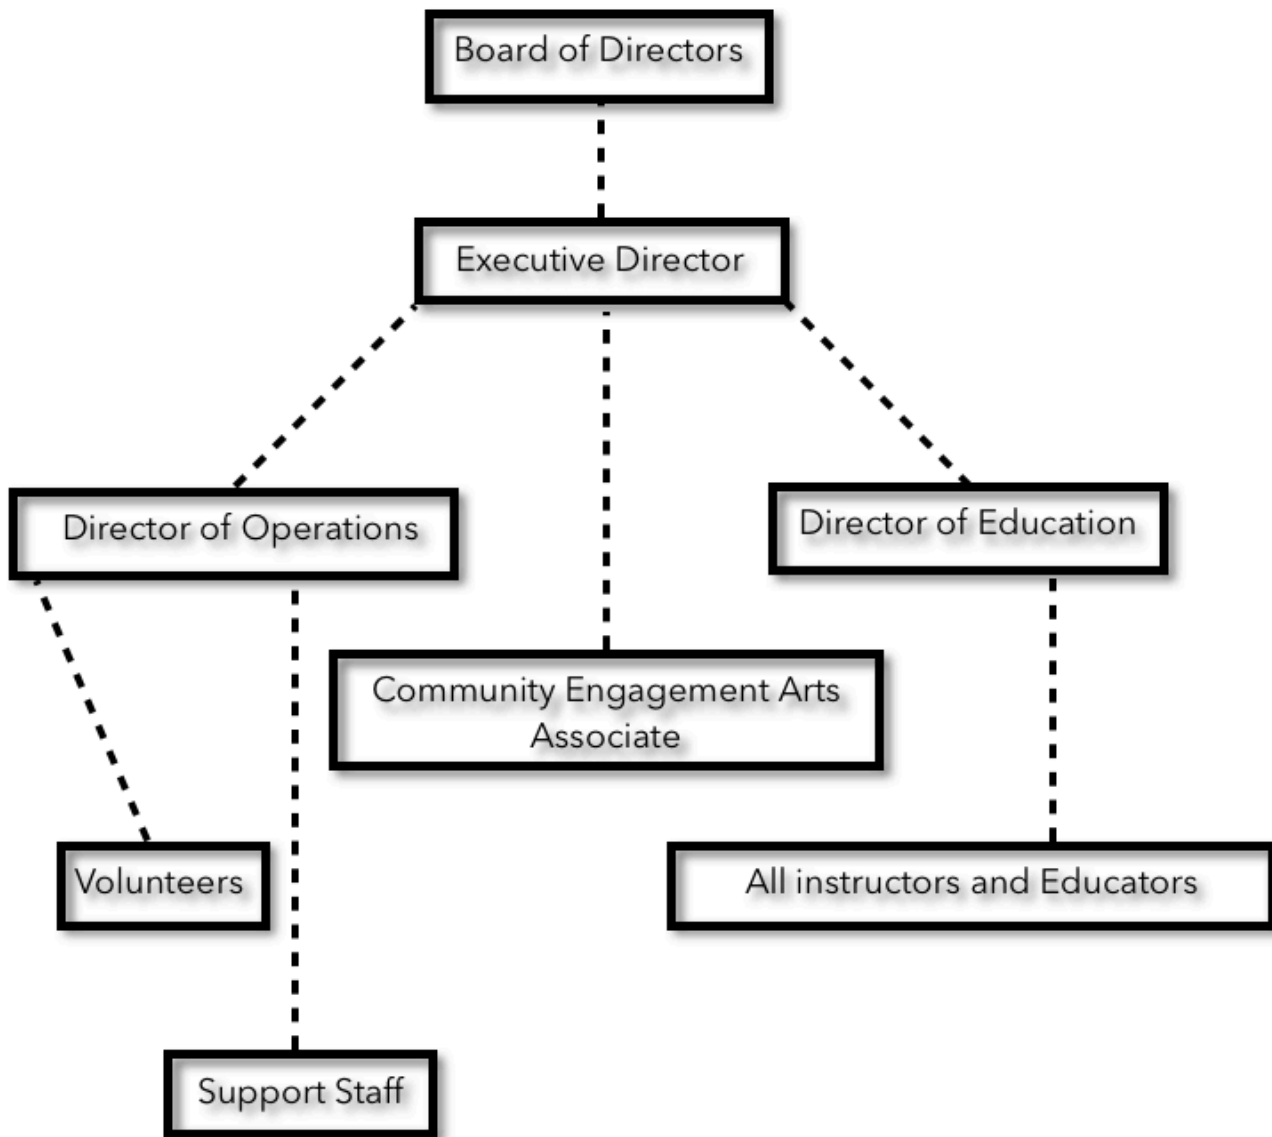 Board of Directors
Executive Director
Director of Operations
Director of Education
Community Engagement Arts
Associate
Volunteers
All instructors and Educators
Support Staff